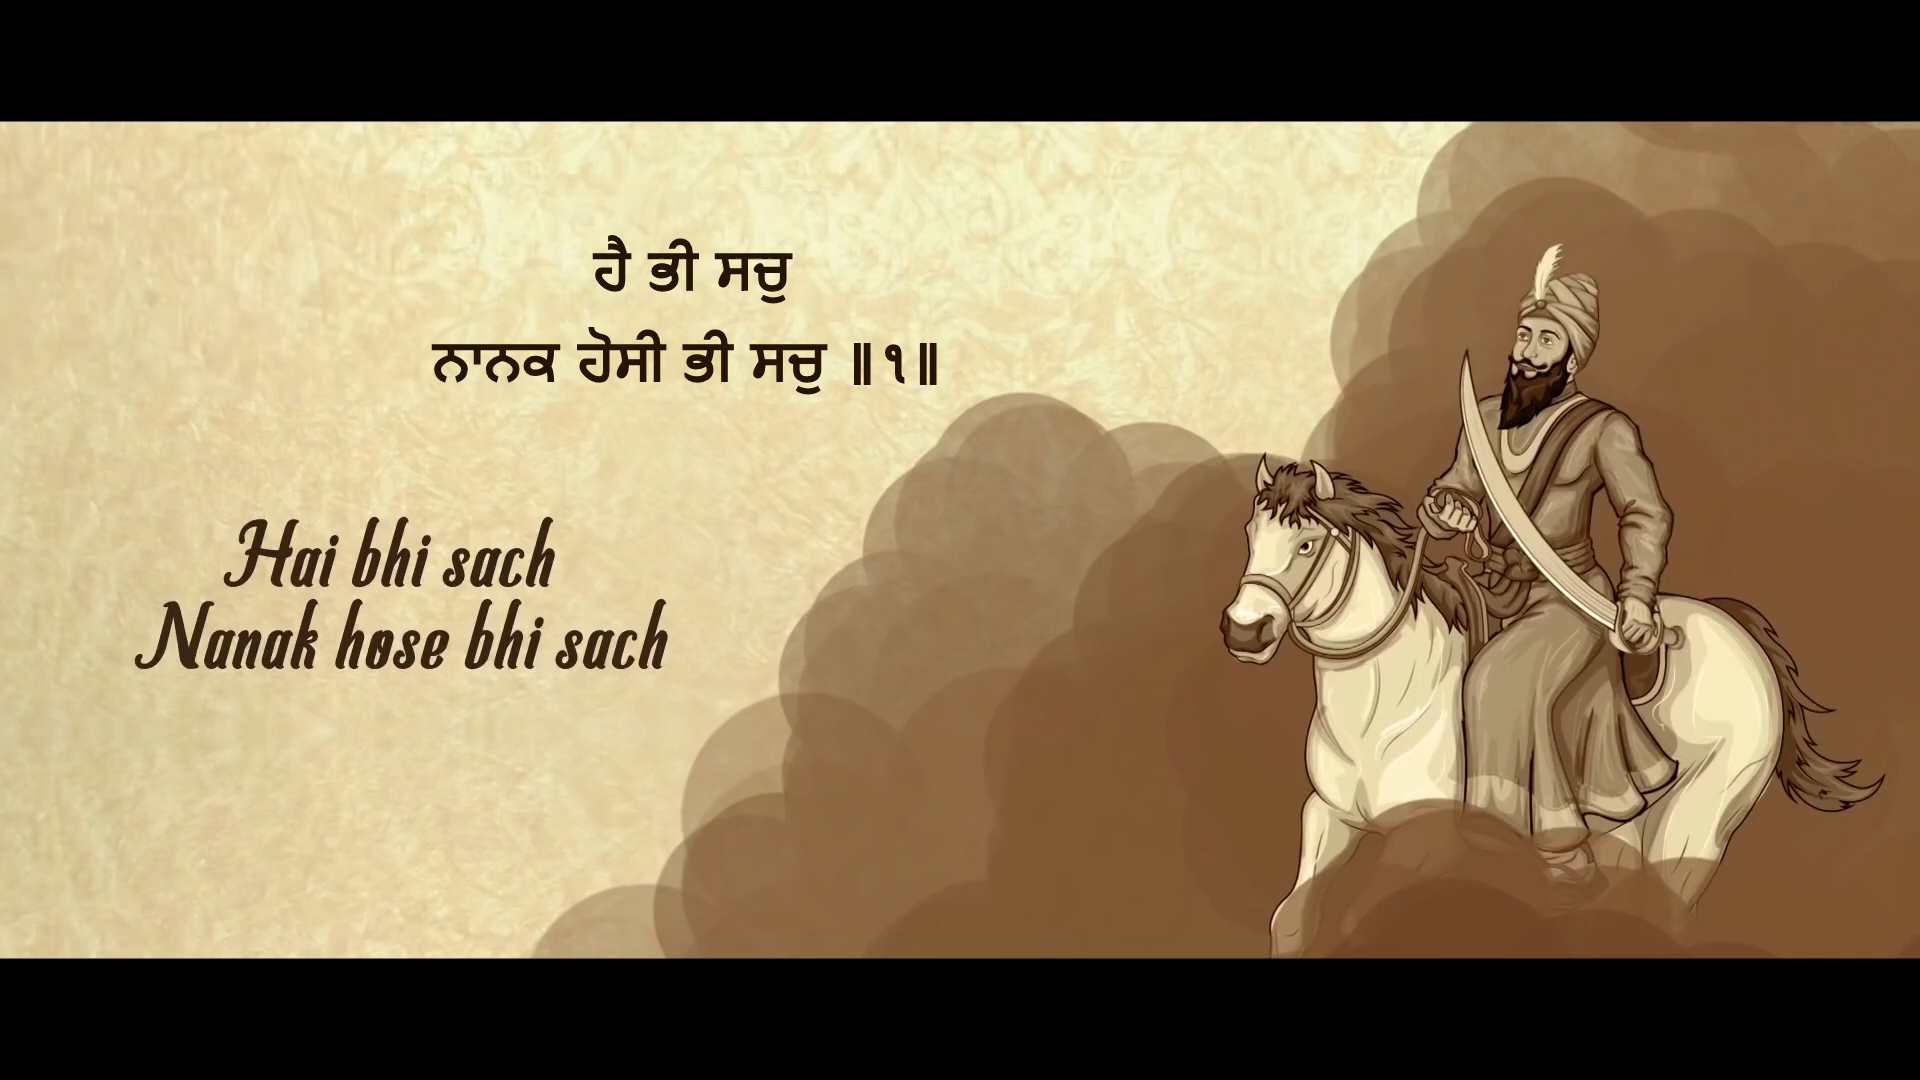 ਹੈ ਭੀ ਸਚੁ
ਨਾਨਕ ਹੋਸੀ ਭੀ ਸਚੁ ॥੧॥
Hai bhi sach
Nanak hose bhi sach